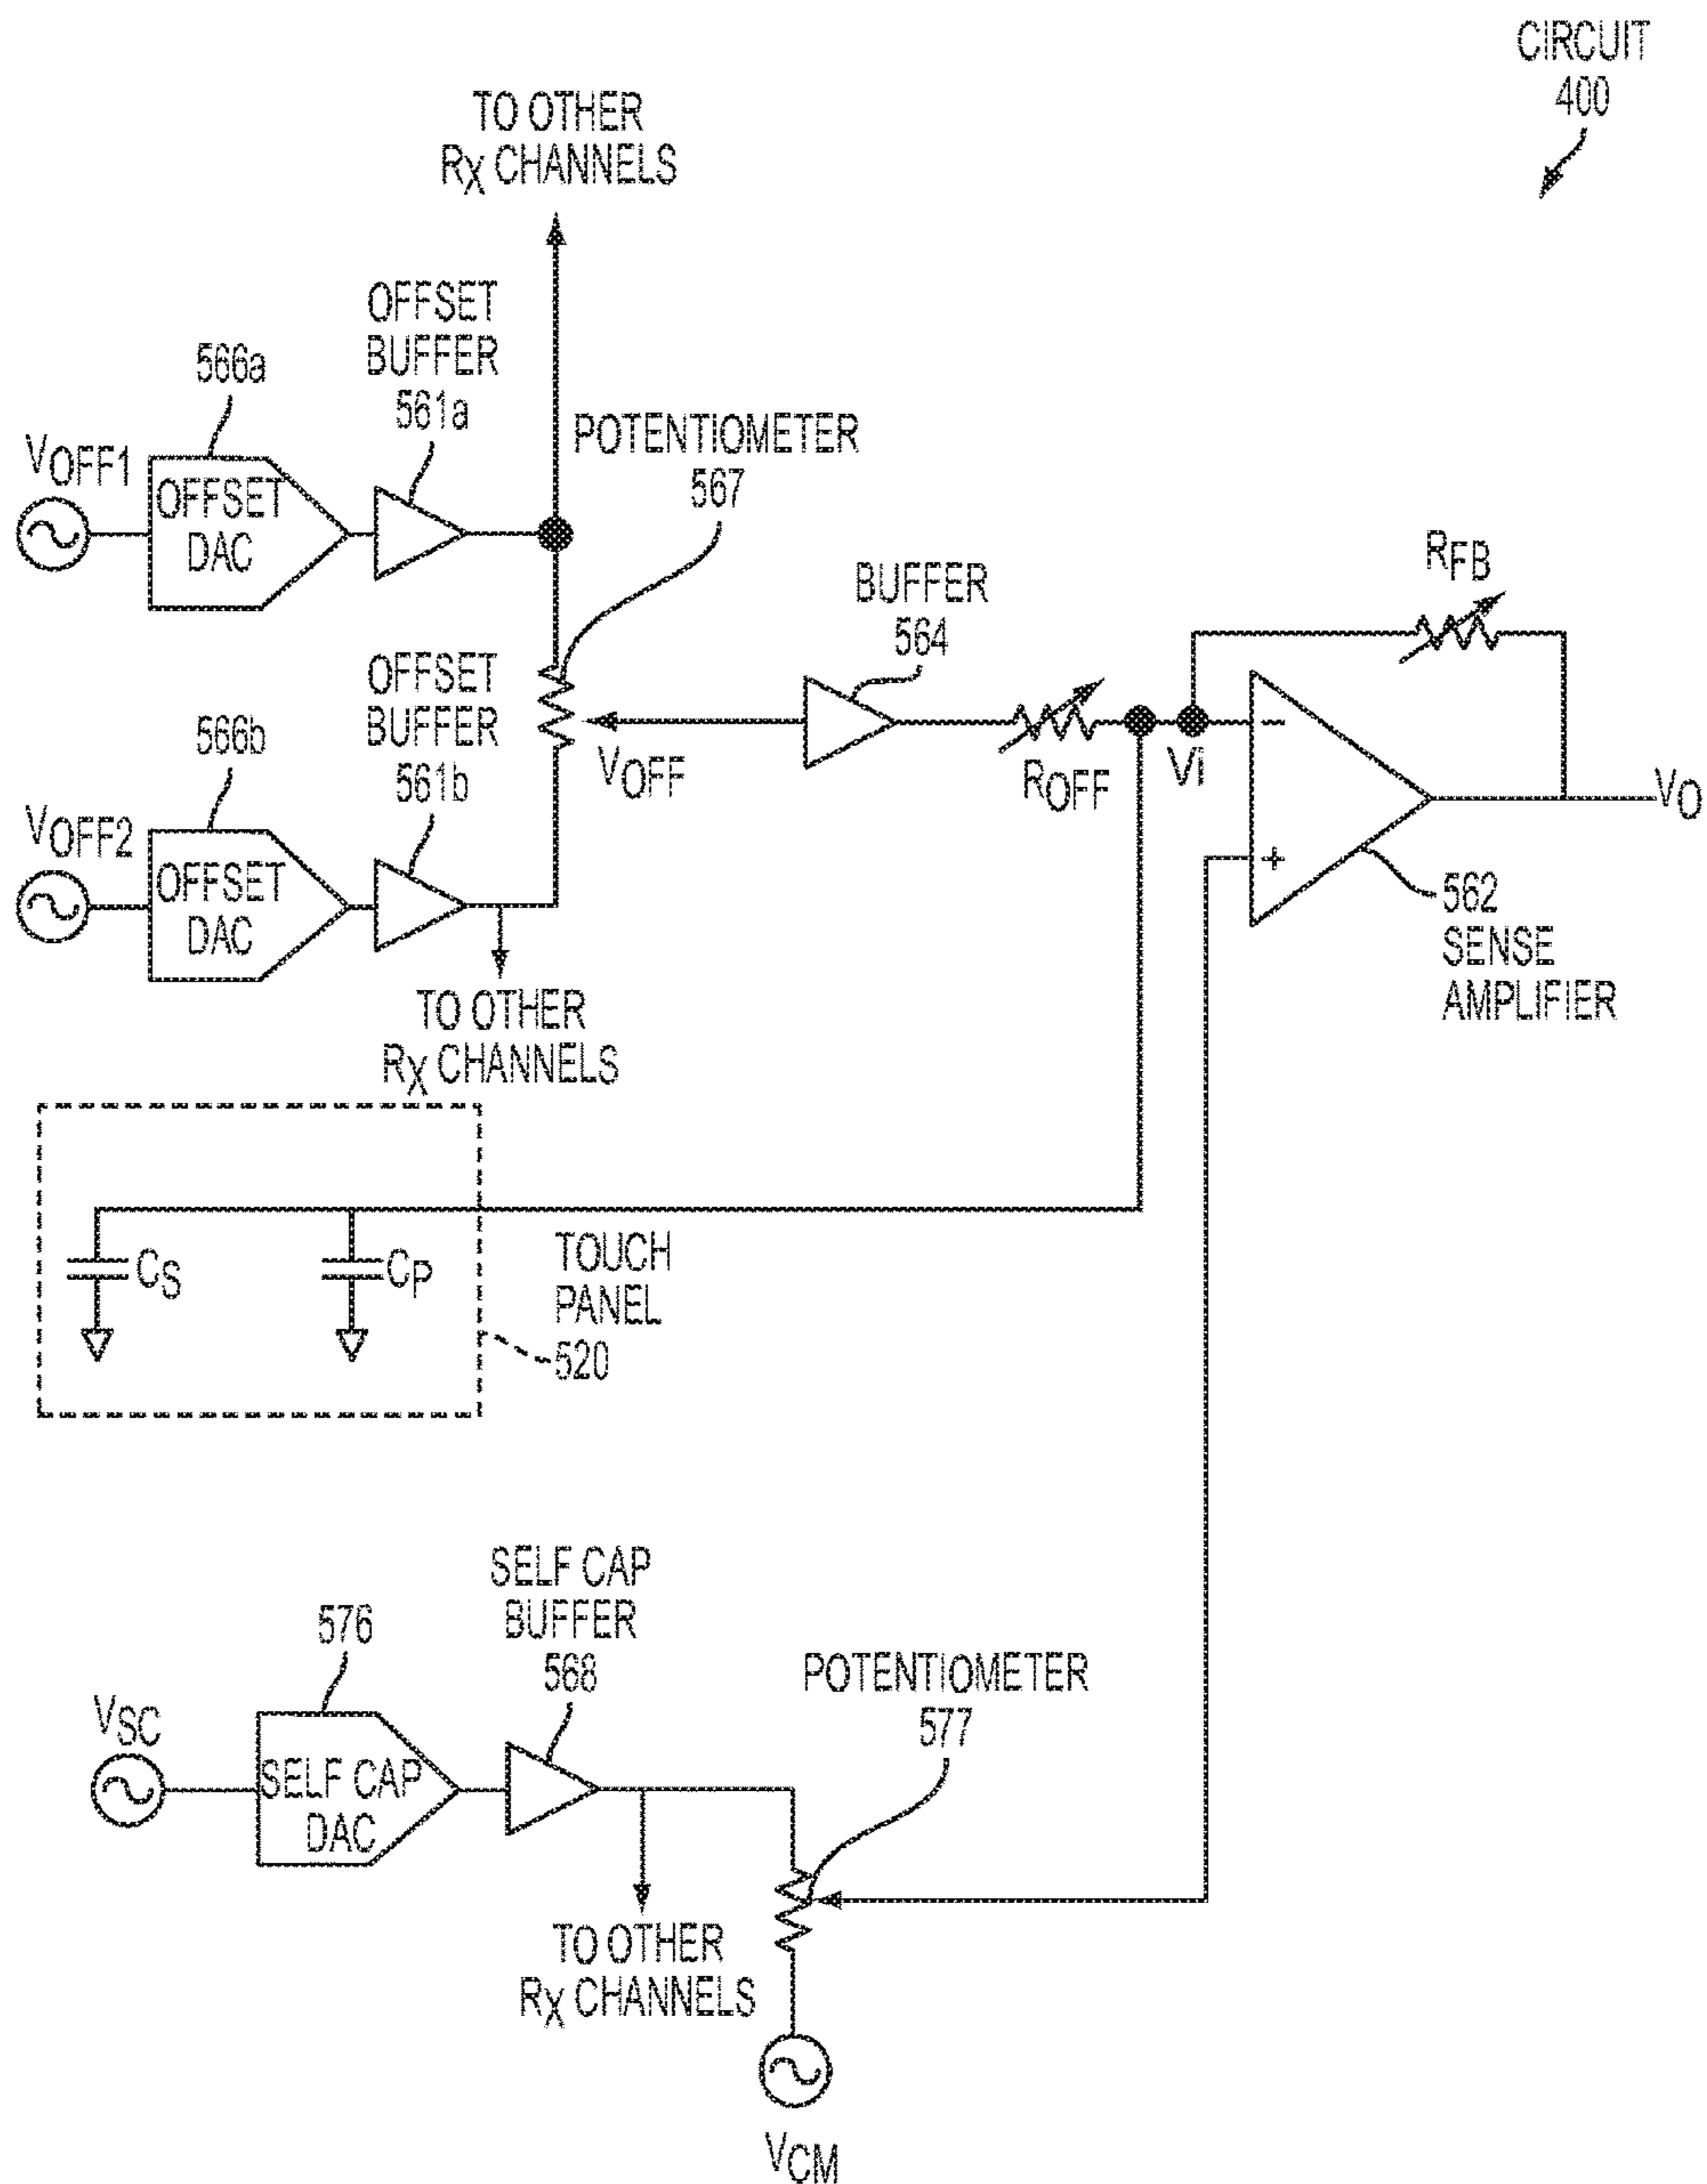 CIRCUIT
400
TO OTHER
RX CHANNELS
OFFSET
BUFFER
561a
566a
VOFF1
OFFSET
DAC
POTENTIOMETER
567
RFB
BUFFER
564
OFFSET
BUFFER
561b
566b
VOFF
ROFF
Vi
−
+
VO
VOFF2
OFFSET
DAC
562
SENSE
AMPLIFIER
TO OTHER
RX CHANNELS
CS
CP
TOUCH
PANEL
520
SELF CAP
BUFFER
568
576
POTENTIOMETER
577
VSC
SELF CAP
DAC
TO OTHER
RX CHANNELS
VCM